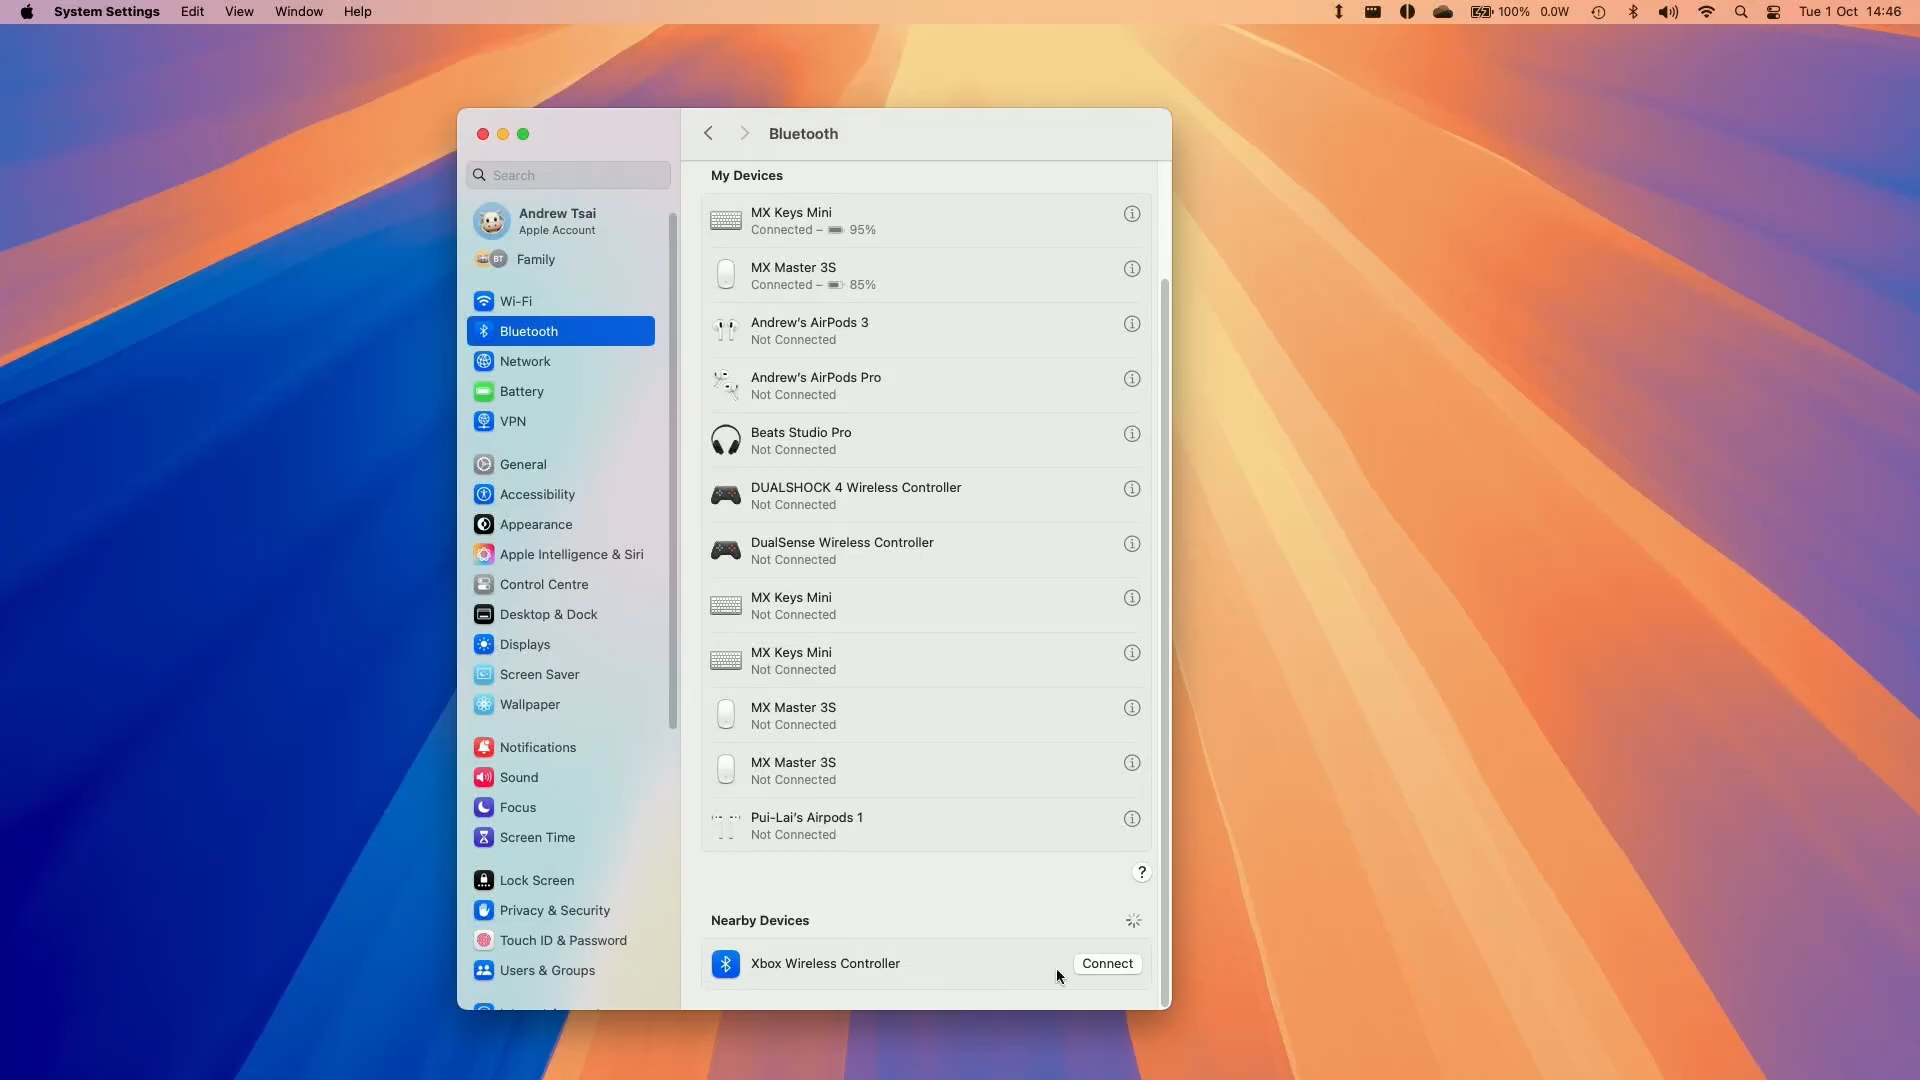 System Settings Edit View Window Help 100% 0.0W Tue 1 Oct 14:46
Bluetooth
Search
Andrew Tsai
Apple Account
BT Family
Wi-Fi
Bluetooth
Network
Battery
VPN
General
Accessibility
Appearance
Apple Intelligence & Siri
Control Centre
Desktop & Dock
Displays
Screen Saver
Wallpaper
Notifications
Sound
Focus
Screen Time
Lock Screen
Privacy & Security
Touch ID & Password
Users & Groups
My Devices
MX Keys Mini
Connected – 95%
MX Master 3S
Connected – 85%
Andrew’s AirPods 3
Not Connected
Andrew’s AirPods Pro
Not Connected
Beats Studio Pro
Not Connected
DUALSHOCK 4 Wireless Controller
Not Connected
DualSense Wireless Controller
Not Connected
MX Keys Mini
Not Connected
MX Keys Mini
Not Connected
MX Master 3S
Not Connected
MX Master 3S
Not Connected
Pui-Lai’s Airpods 1
Not Connected
?
Nearby Devices
Xbox Wireless Controller Connect